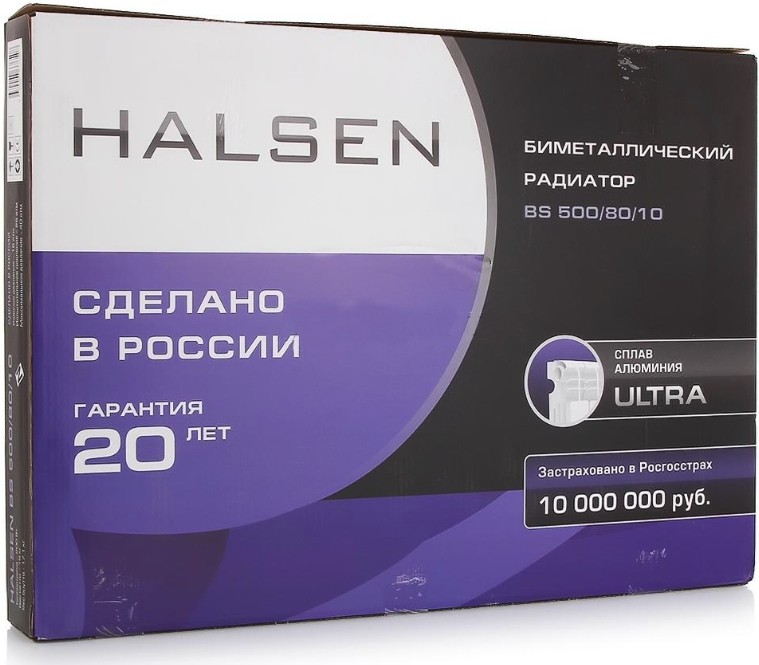 HALSEN
БИМЕТАЛЛИЧЕСКИЙ
РАДИАТОР
BS 500/80/10
СДЕЛАНО
В РОССИИ
ГАРАНТИЯ
20 ЛЕТ
СПЛАВ
АЛЮМИНИЯ
ULTRA
Застраховано в Росгосстрах
10 000 000 руб.
HALSEN BS 500/80/10